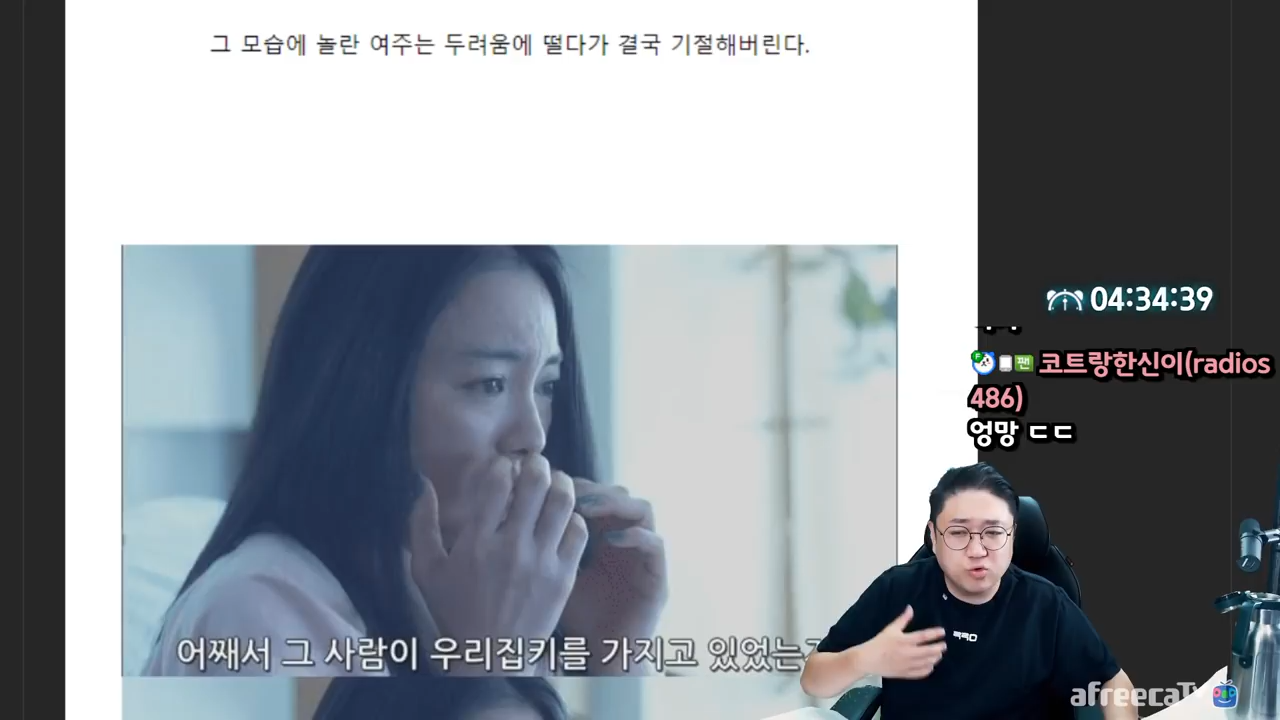 그 모습에 놀란 여주는 두려움에 떨다가 결국 기절해버린다.
04:34:39
F 팬 코트랑한신이(radios
486)
엉망 ㄷㄷ
어째서 그 사람이 우리집키를 가지고 있었는
afreecaTV